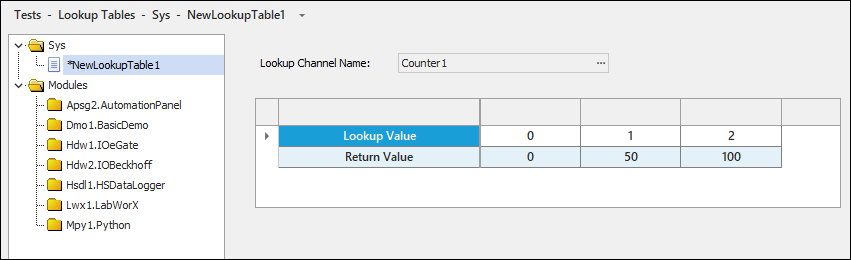 Tests - Lookup Tables - Sys - NewLookupTable1
Sys
*NewLookupTable1
Modules
Apsg2.AutomationPanel
Dmo1.BasicDemo
Hdw1.IOeGate
Hdw2.IOBeckhoff
Hsdl1.HSDataLogger
Lwx1.LabWorX
Mpy1.Python
Lookup Channel Name: Counter1 ...
Lookup Value 0 1 2
Return Value 0 50 100